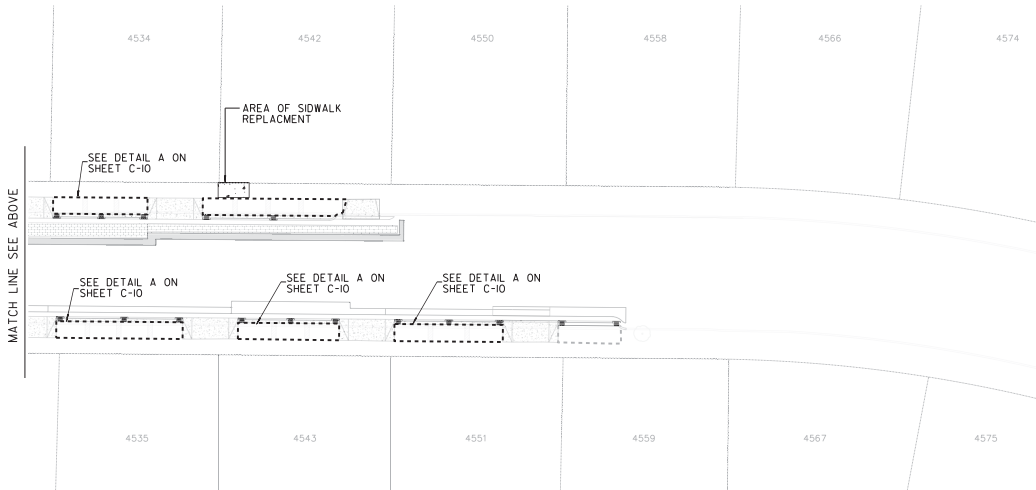 4534
4542
4550
4558
4566
4574
AREA OF SIDWALK
REPLACMENT
SEE DETAIL A ON
SHEET C-10
MATCH LINE SEE ABOVE
SEE DETAIL A ON
SHEET C-10
SEE DETAIL A ON
SHEET C-10
SEE DETAIL A ON
SHEET C-10
4535
4543
4551
4559
4567
4575